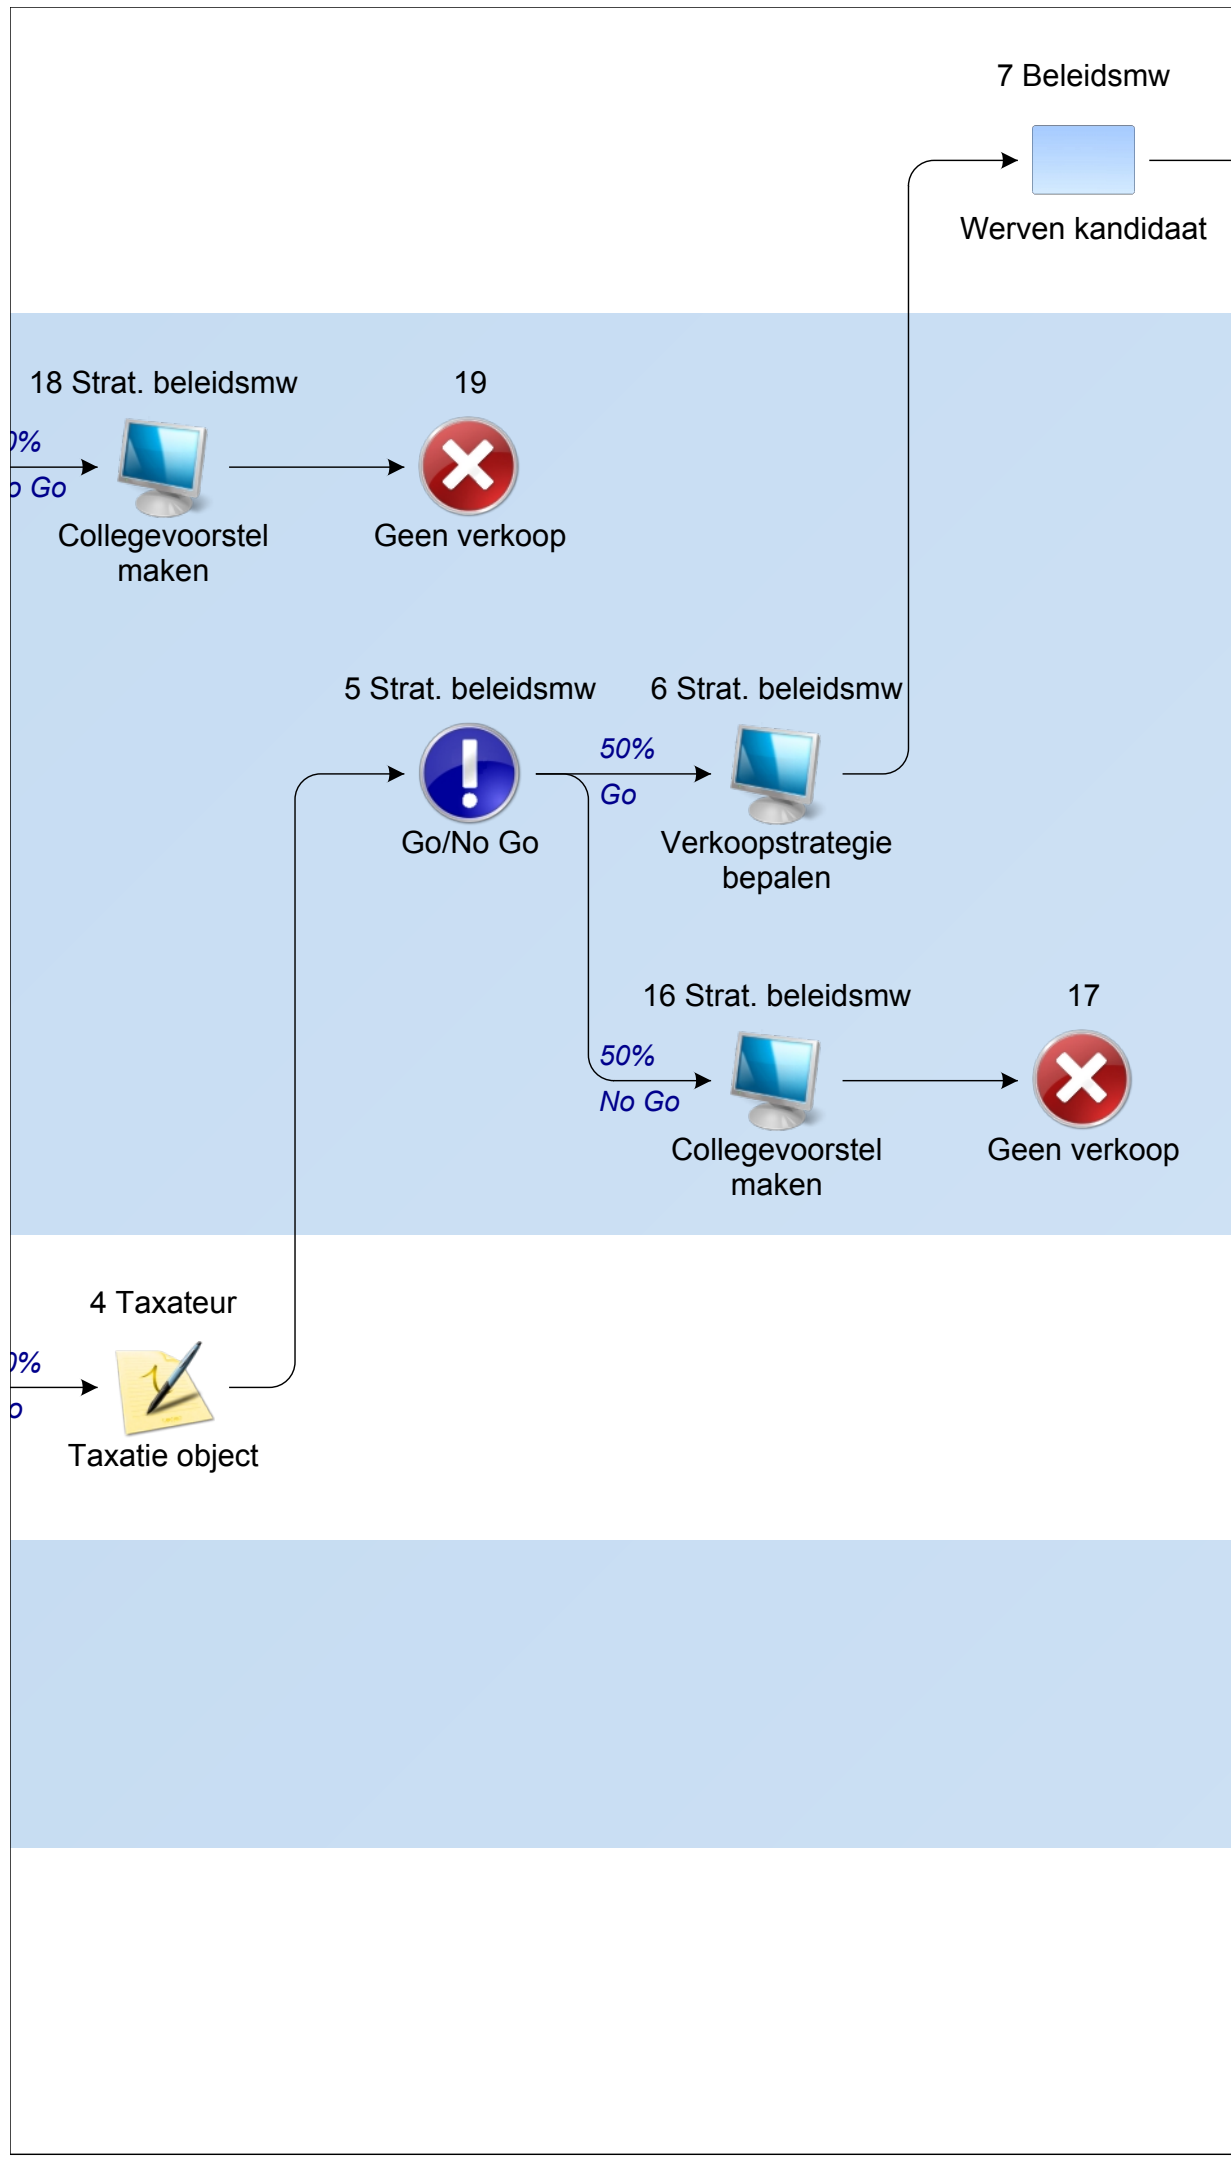 7 Beleidsmw
Werven kandidaat
18 Strat. beleidsmw
19
Go
Collegevoorstel
maken
Geen verkoop
5 Strat. beleidsmw
6 Strat. beleidsmw
50%
Go
Go/No Go
Verkoopstrategie
bepalen
16 Strat. beleidsmw
17
50%
No Go
Collegevoorstel
maken
Geen verkoop
4 Taxateur
Taxatie object